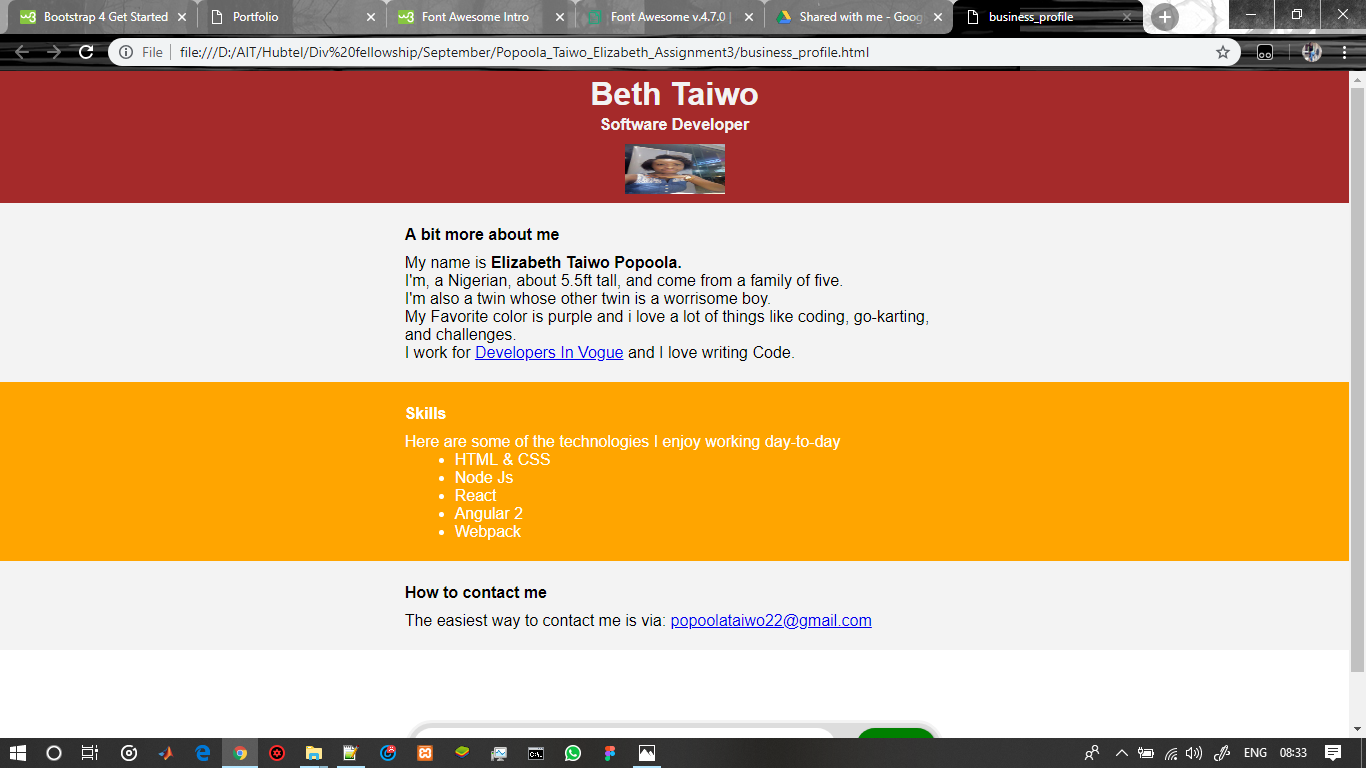 Bootstrap 4 Get Started
Portfolio
Font Awesome Intro
Font Awesome v.4.7.0 |
Shared with me - Goog
business_profile
File
file:///D:/AIT/Hubtel/Div%20fellowship/September/Popoola_Taiwo_Elizabeth_Assignment3/business_profile.html
Beth Taiwo
Software Developer
A bit more about me
My name is Elizabeth Taiwo Popoola.
I'm, a Nigerian, about 5.5ft tall, and come from a family of five.
I'm also a twin whose other twin is a worrisome boy.
My Favorite color is purple and i love a lot of things like coding, go-karting,
and challenges.
I work for Developers In Vogue and I love writing Code.
Skills
Here are some of the technologies I enjoy working day-to-day
• HTML & CSS
• Node Js
• React
• Angular 2
• Webpack
How to contact me
The easiest way to contact me is via: popoolataiwo22@gmail.com
ENG
08:33